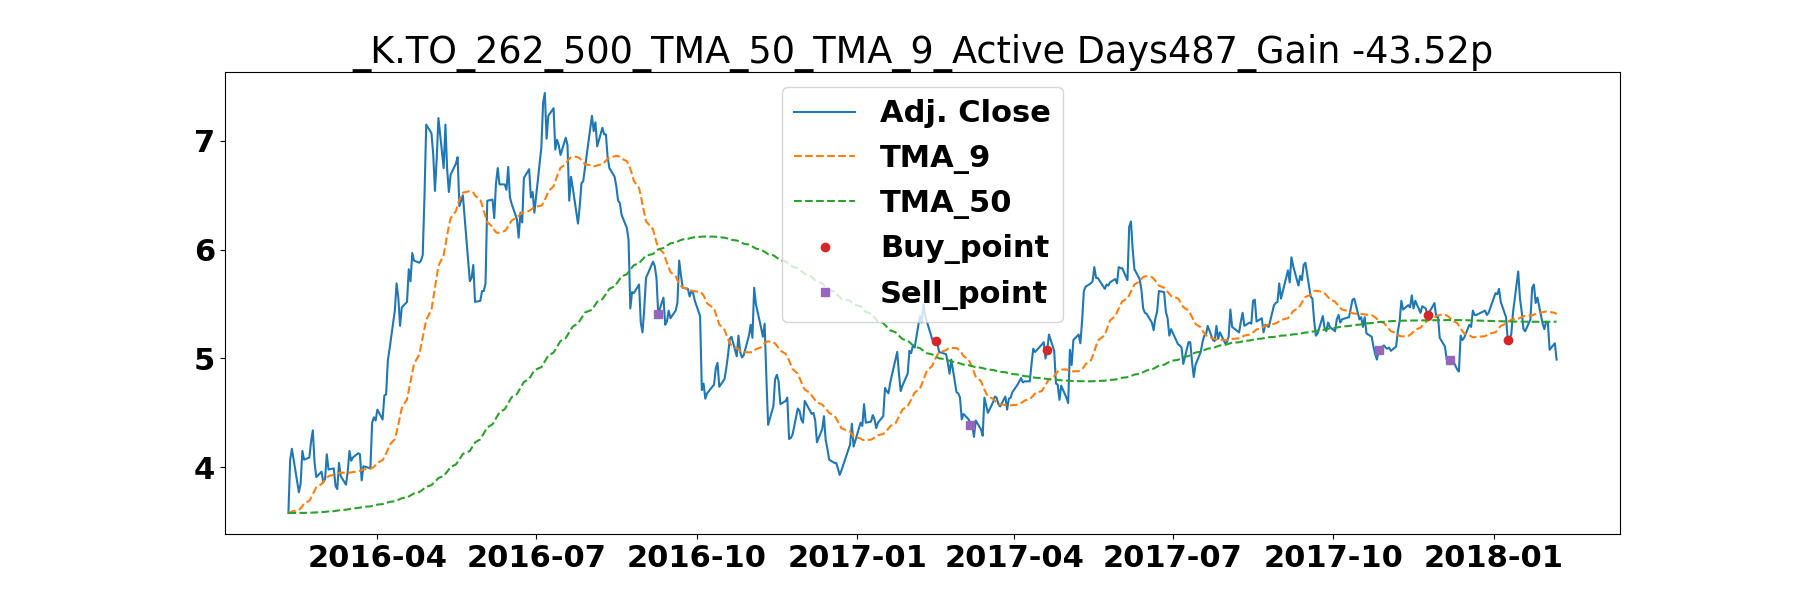 _K.TO_262_500_TMA_50_TMA_9_Active Days487_Gain -43.52p
Adj. Close
TMA_9
TMA_50
Buy_point
Sell_point
7
6
5
4
2016-04 2016-07 2016-10 2017-01 2017-04 2017-07 2017-10 2018-01